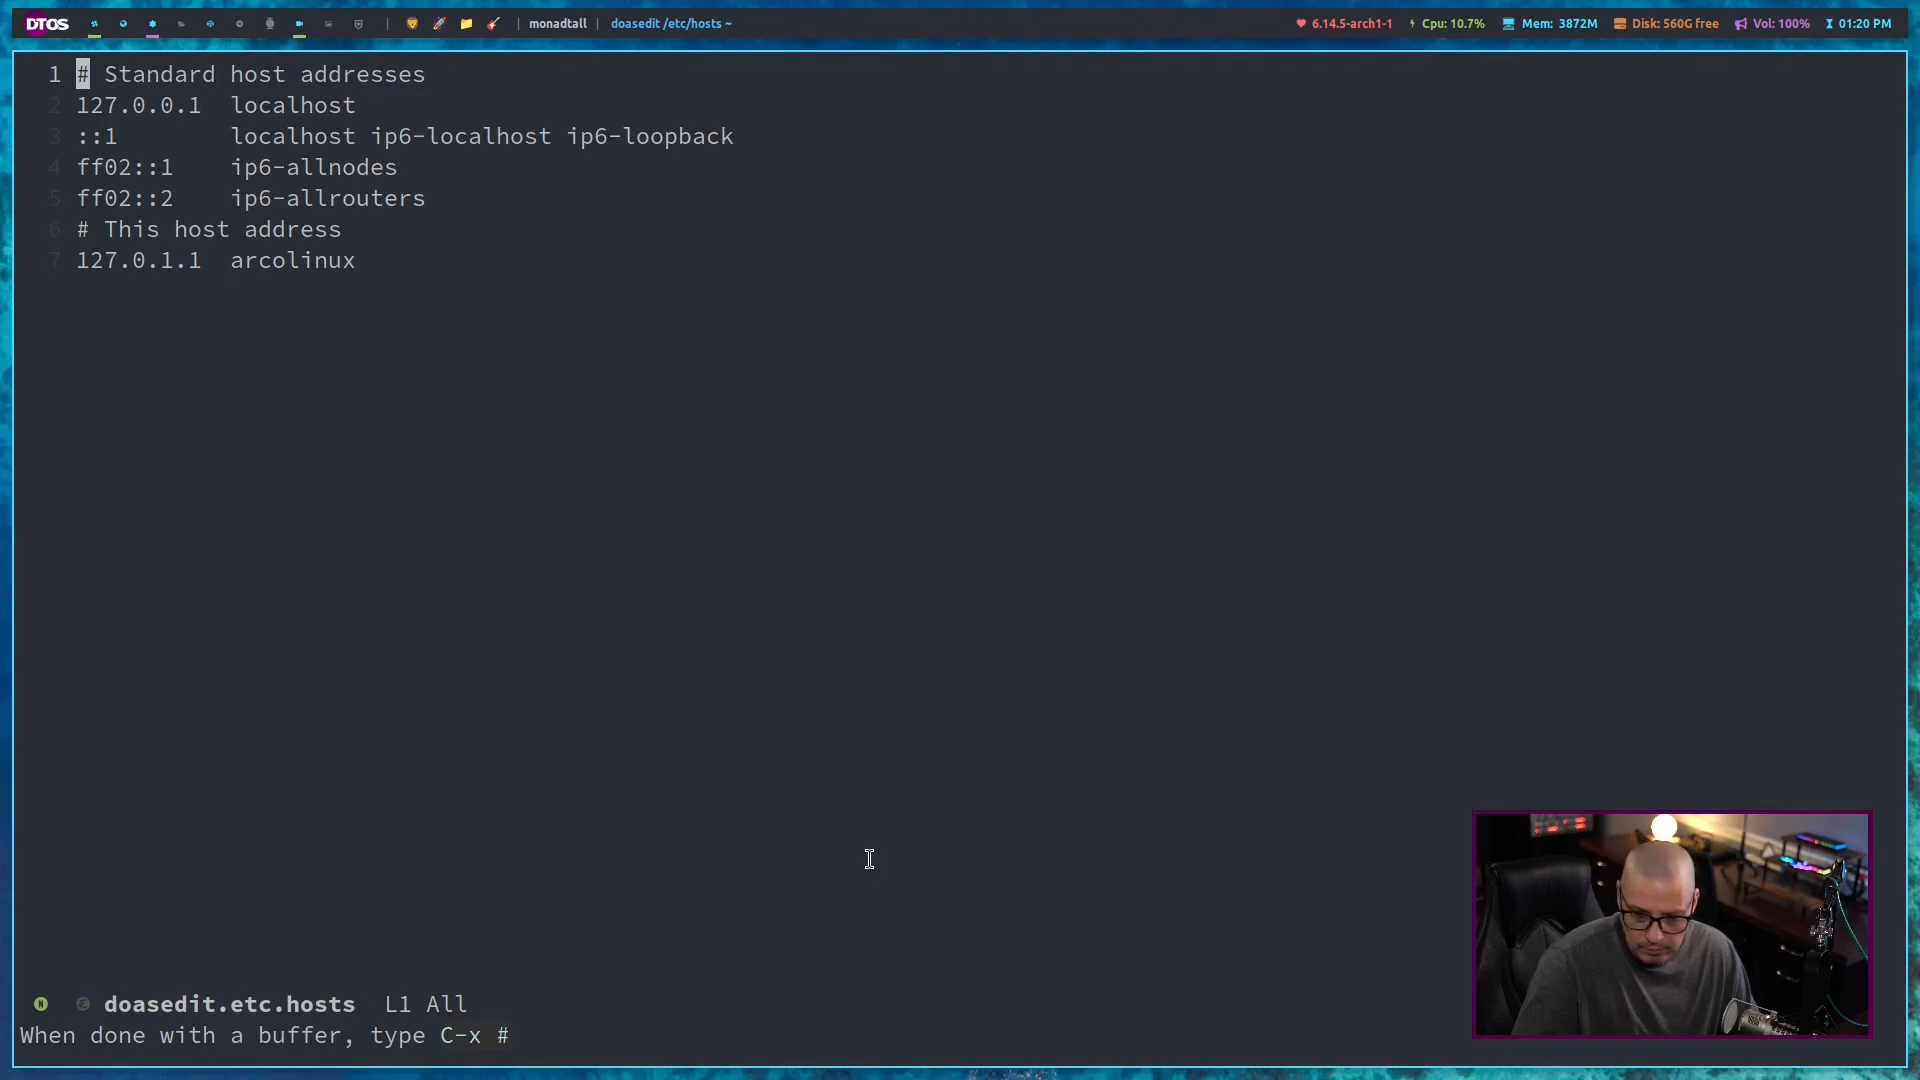 DTOS | monadtall | doasedit /etc/hosts ~ 6.14.5-arch1-1 Cpu: 10.7% Mem: 3872M Disk: 560G free Vol: 100% 01:20 PM
1 # Standard host addresses
2 127.0.0.1 localhost
3 ::1 localhost ip6-localhost ip6-loopback
4 ff02::1 ip6-allnodes
5 ff02::2 ip6-allrouters
6 # This host address
7 127.0.1.1 arcolinux
N doasedit.etc.hosts L1 All
When done with a buffer, type C-x #